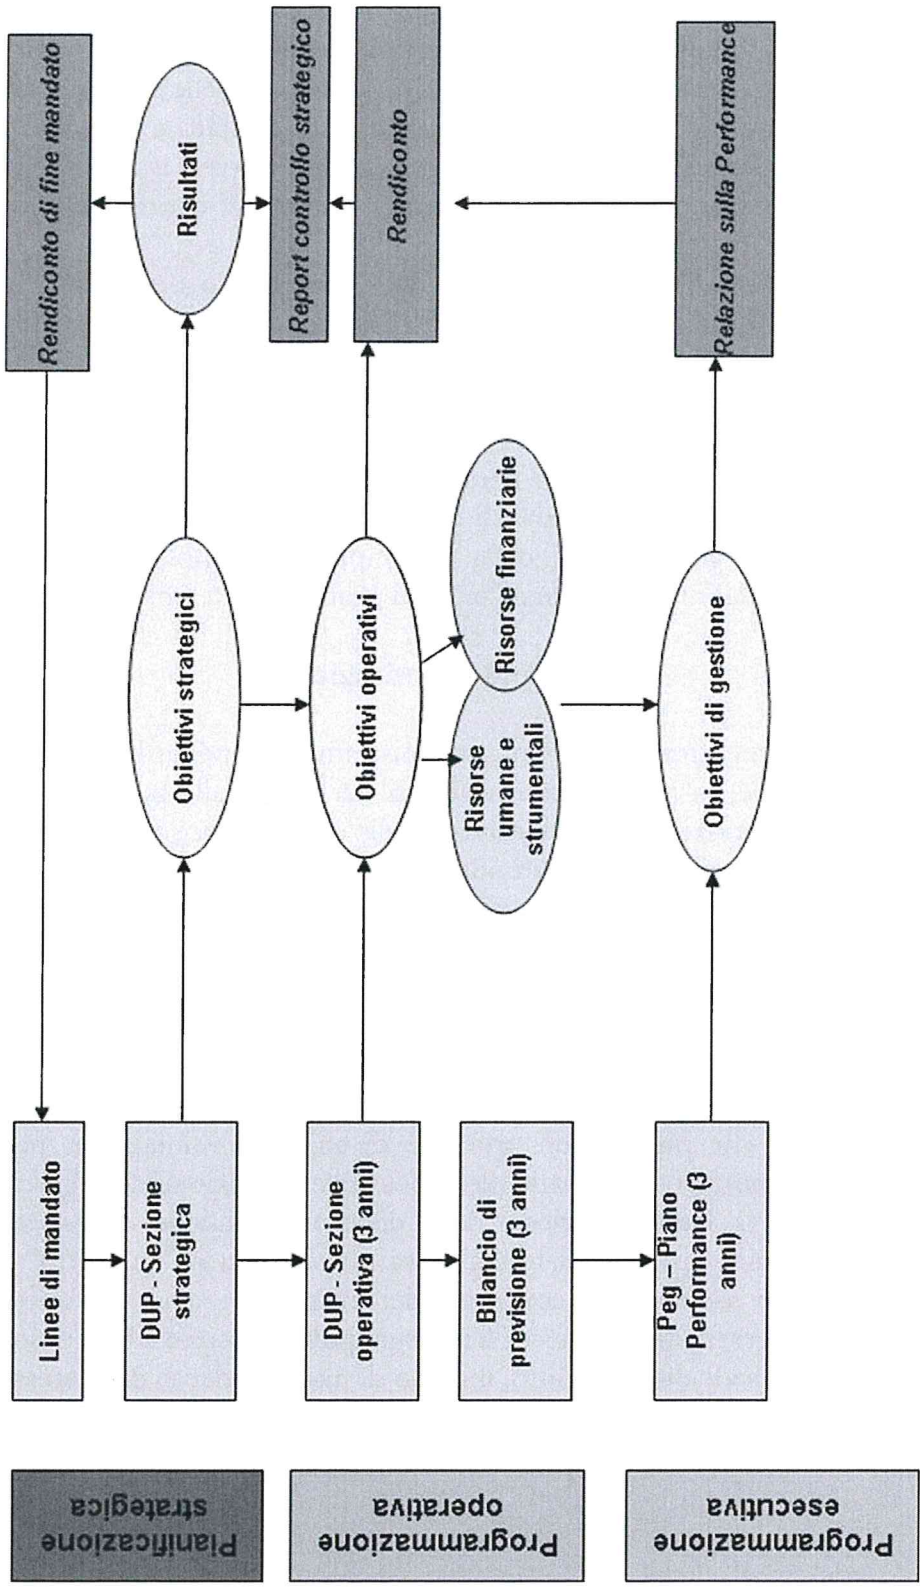 Pianificazione
strategica
Programmazione
operativa
Programmazione
esecutiva
Linee di mandato
DUP - Sezione
strategica
DUP - Sezione
operativa (3 anni)
Bilancio di
previsione (3 anni)
Peg – Piano
Performance (3
anni)
Obiettivi strategici
Obiettivi operativi
Risorse
umane e
strumentali
Risorse finanziarie
Obiettivi di gestione
Rendiconto di fine mandato
Risultati
Report controllo strategico
Rendiconto
Relazione sulla Performance